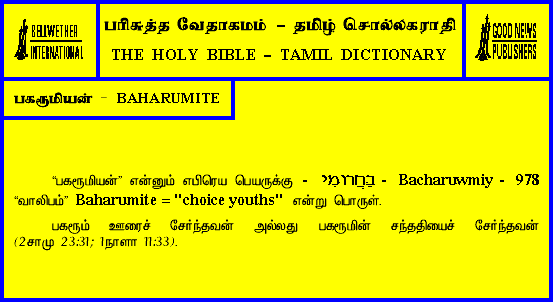 BELLWETHER
INTERNATIONAL
பரிசுத்த வேதாகமம் - தமிழ் சொல்லகராதி
THE HOLY BIBLE – TAMIL DICTIONARY
GOOD NEWS
PUBLISHERS
பகரூமியன் - BAHARUMITE
“பகரூமியன்” என்னும் எபிரெய பெயருக்கு - בַּחֲרוּמִי - Bacharuwmiy - 978
“வாலிபம்” Baharumite = "choice youths" என்று பொருள்.
பகரூம் ஊரைச் சேர்ந்தவன் அல்லது பகரூமின் சந்ததியைச் சேர்ந்தவன்
(2சாமு 23:31; 1நாளா 11:33).